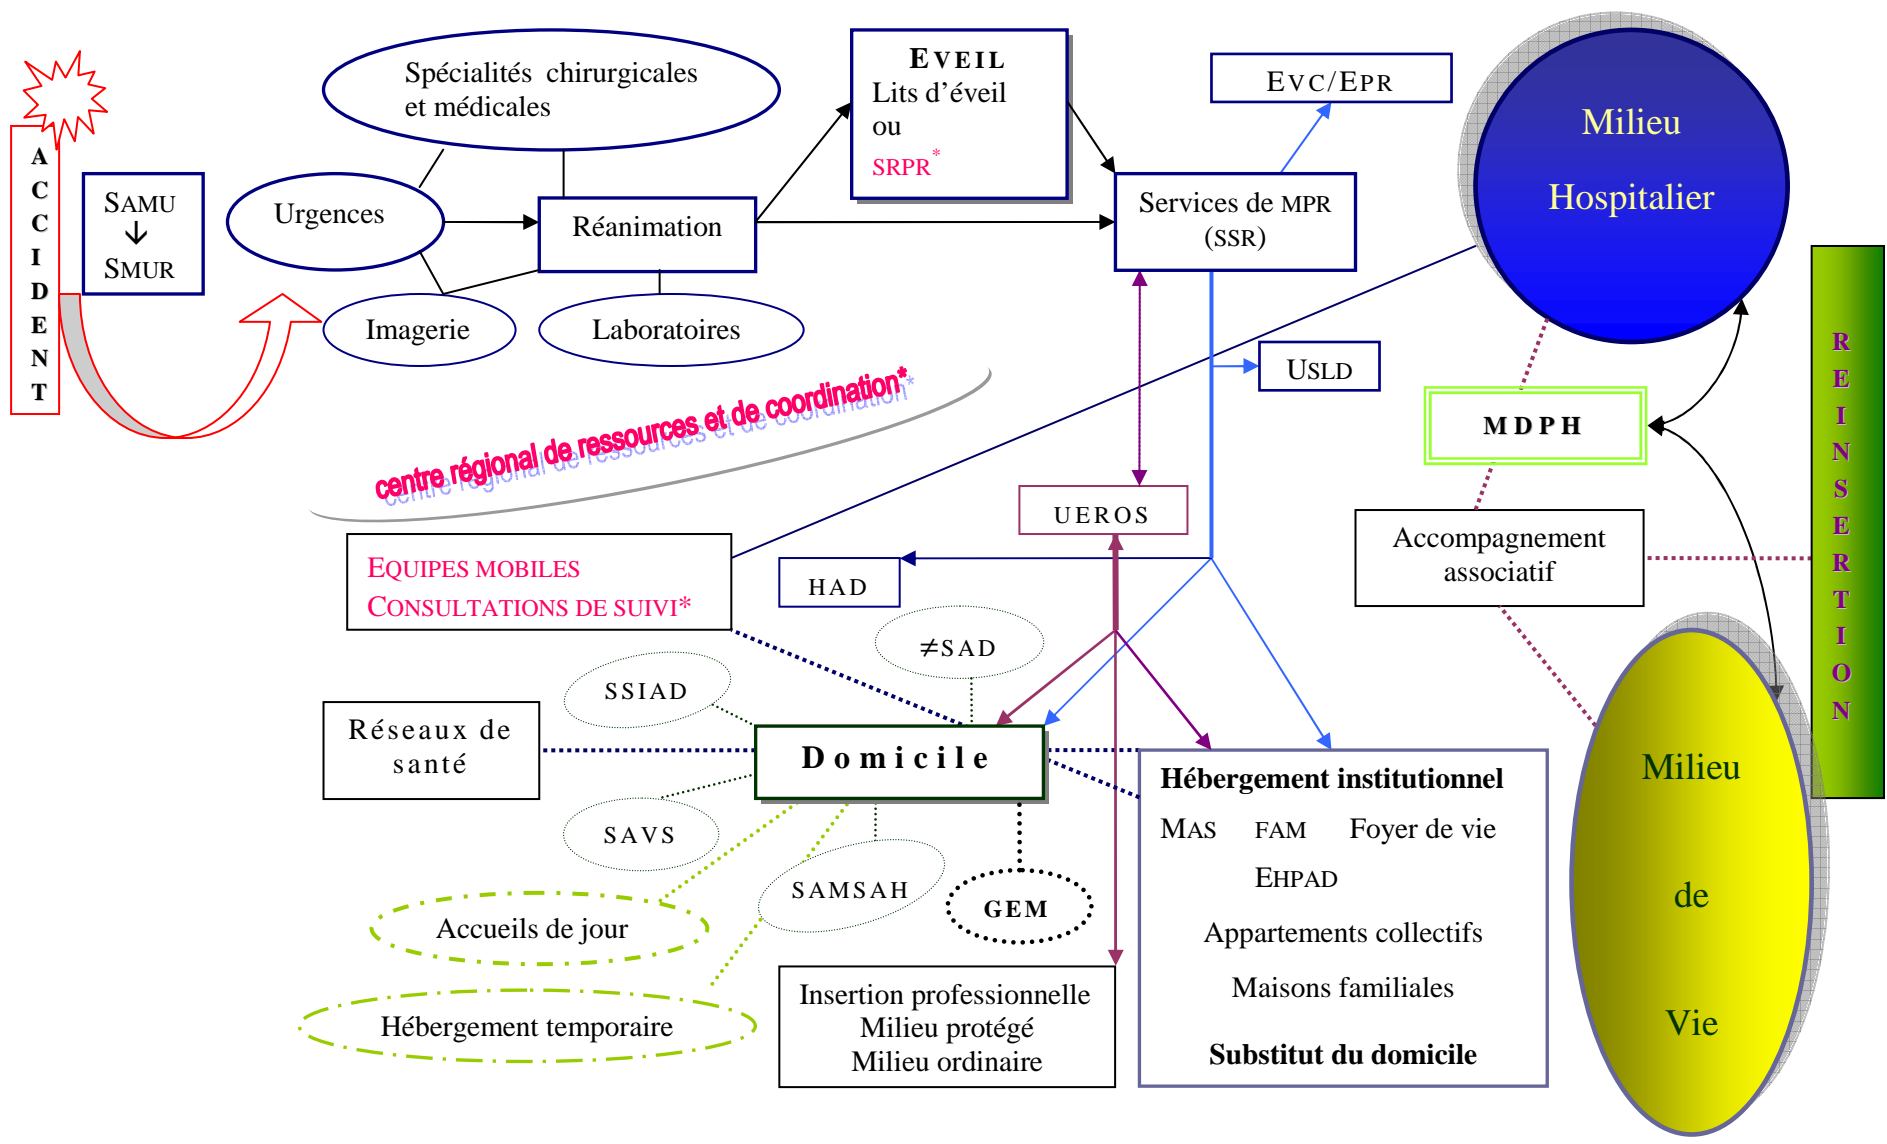 ACCIDENT
SAMU
↓
SMUR
Spécialités chirurgicales
et médicales
Urgences
Réanimation
Imagerie
Laboratoires
EVEIL
Lits d'éveil
ou
SRPR*
EVC/EPR
Services de MPR
(SSR)
USLD
Milieu
Hospitalier
MDPH
REINSERTION
centre régional de ressources et de coordination*
UEROS
Accompagnement
associatif
EQUIPES MOBILES
CONSULTATIONS DE SUIVI*
HAD
≠SAD
SSIAD
Réseaux de
santé
Domicile
SAVS
SAMSAH
GEM
Accueils de jour
Hébergement temporaire
Insertion professionnelle
Milieu protégé
Milieu ordinaire
Hébergement institutionnel
MAS FAM Foyer de vie
EHPAD
Appartements collectifs
Maisons familiales
Substitut du domicile
Milieu
de
Vie